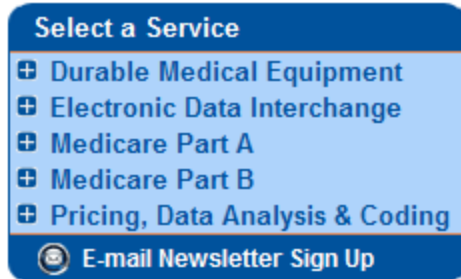 Select a Service
Durable Medical Equipment
Electronic Data Interchange
Medicare Part A
Medicare Part B
Pricing, Data Analysis & Coding
E-mail Newsletter Sign Up